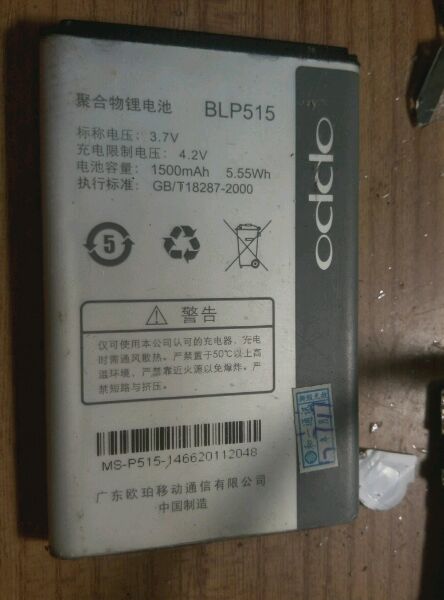 聚合物锂电池 BLP515
标称电压: 3.7V
充电限制电压: 4.2V
电池容量: 1500mAh 5.55Wh
执行标准: GB/T18287-2000
oppo
5
警告
仅可使用本公司认可的充电器，充电
时需通风散热。严禁置于50℃以上高
温环境、严禁靠近火源以免爆炸。严
禁短路与挤压。
MS-P515-146620112048
广东欧珀移动通信有限公司
中国制造